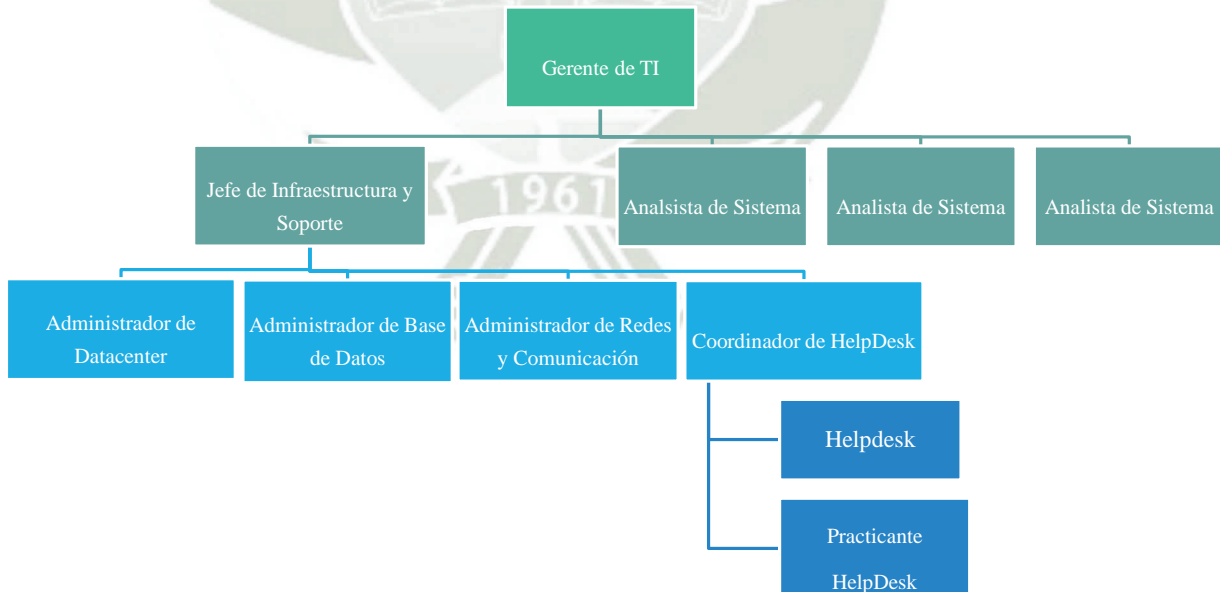 Gerente de TI
Jefe de Infraestructura y
Soporte
1961
Analsista de Sistema
Analista de Sistema
Analista de Sistema
Administrador de
Datacenter
Administrador de Base
de Datos
Administrador de Redes
y Comunicación
Coordinador de HelpDesk
Helpdesk
Practicante
HelpDesk